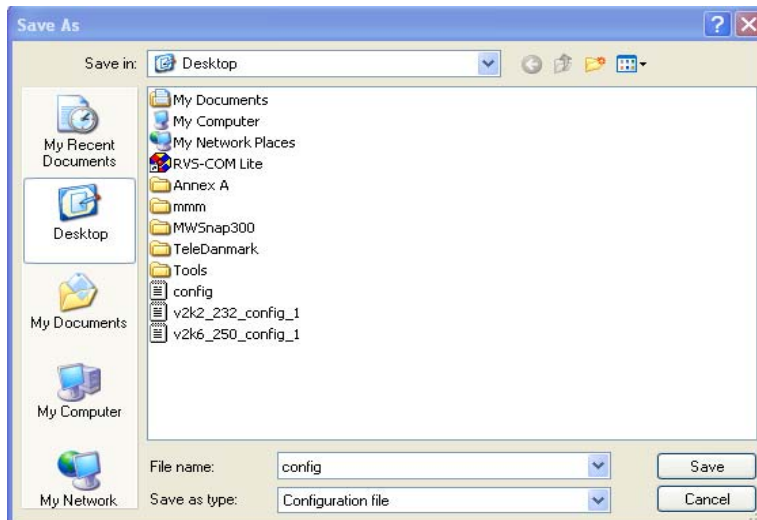 Save As
Save in: Desktop
My Recent
Documents
Desktop
My Documents
My Computer
My Network
My Documents
My Computer
My Network Places
RVS-COM Lite
Annex A
mmm
MWSnap300
TeleDanmark
Tools
config
v2k2_232_config_1
v2k6_250_config_1
File name: config Save
Save as type: Configuration file Cancel